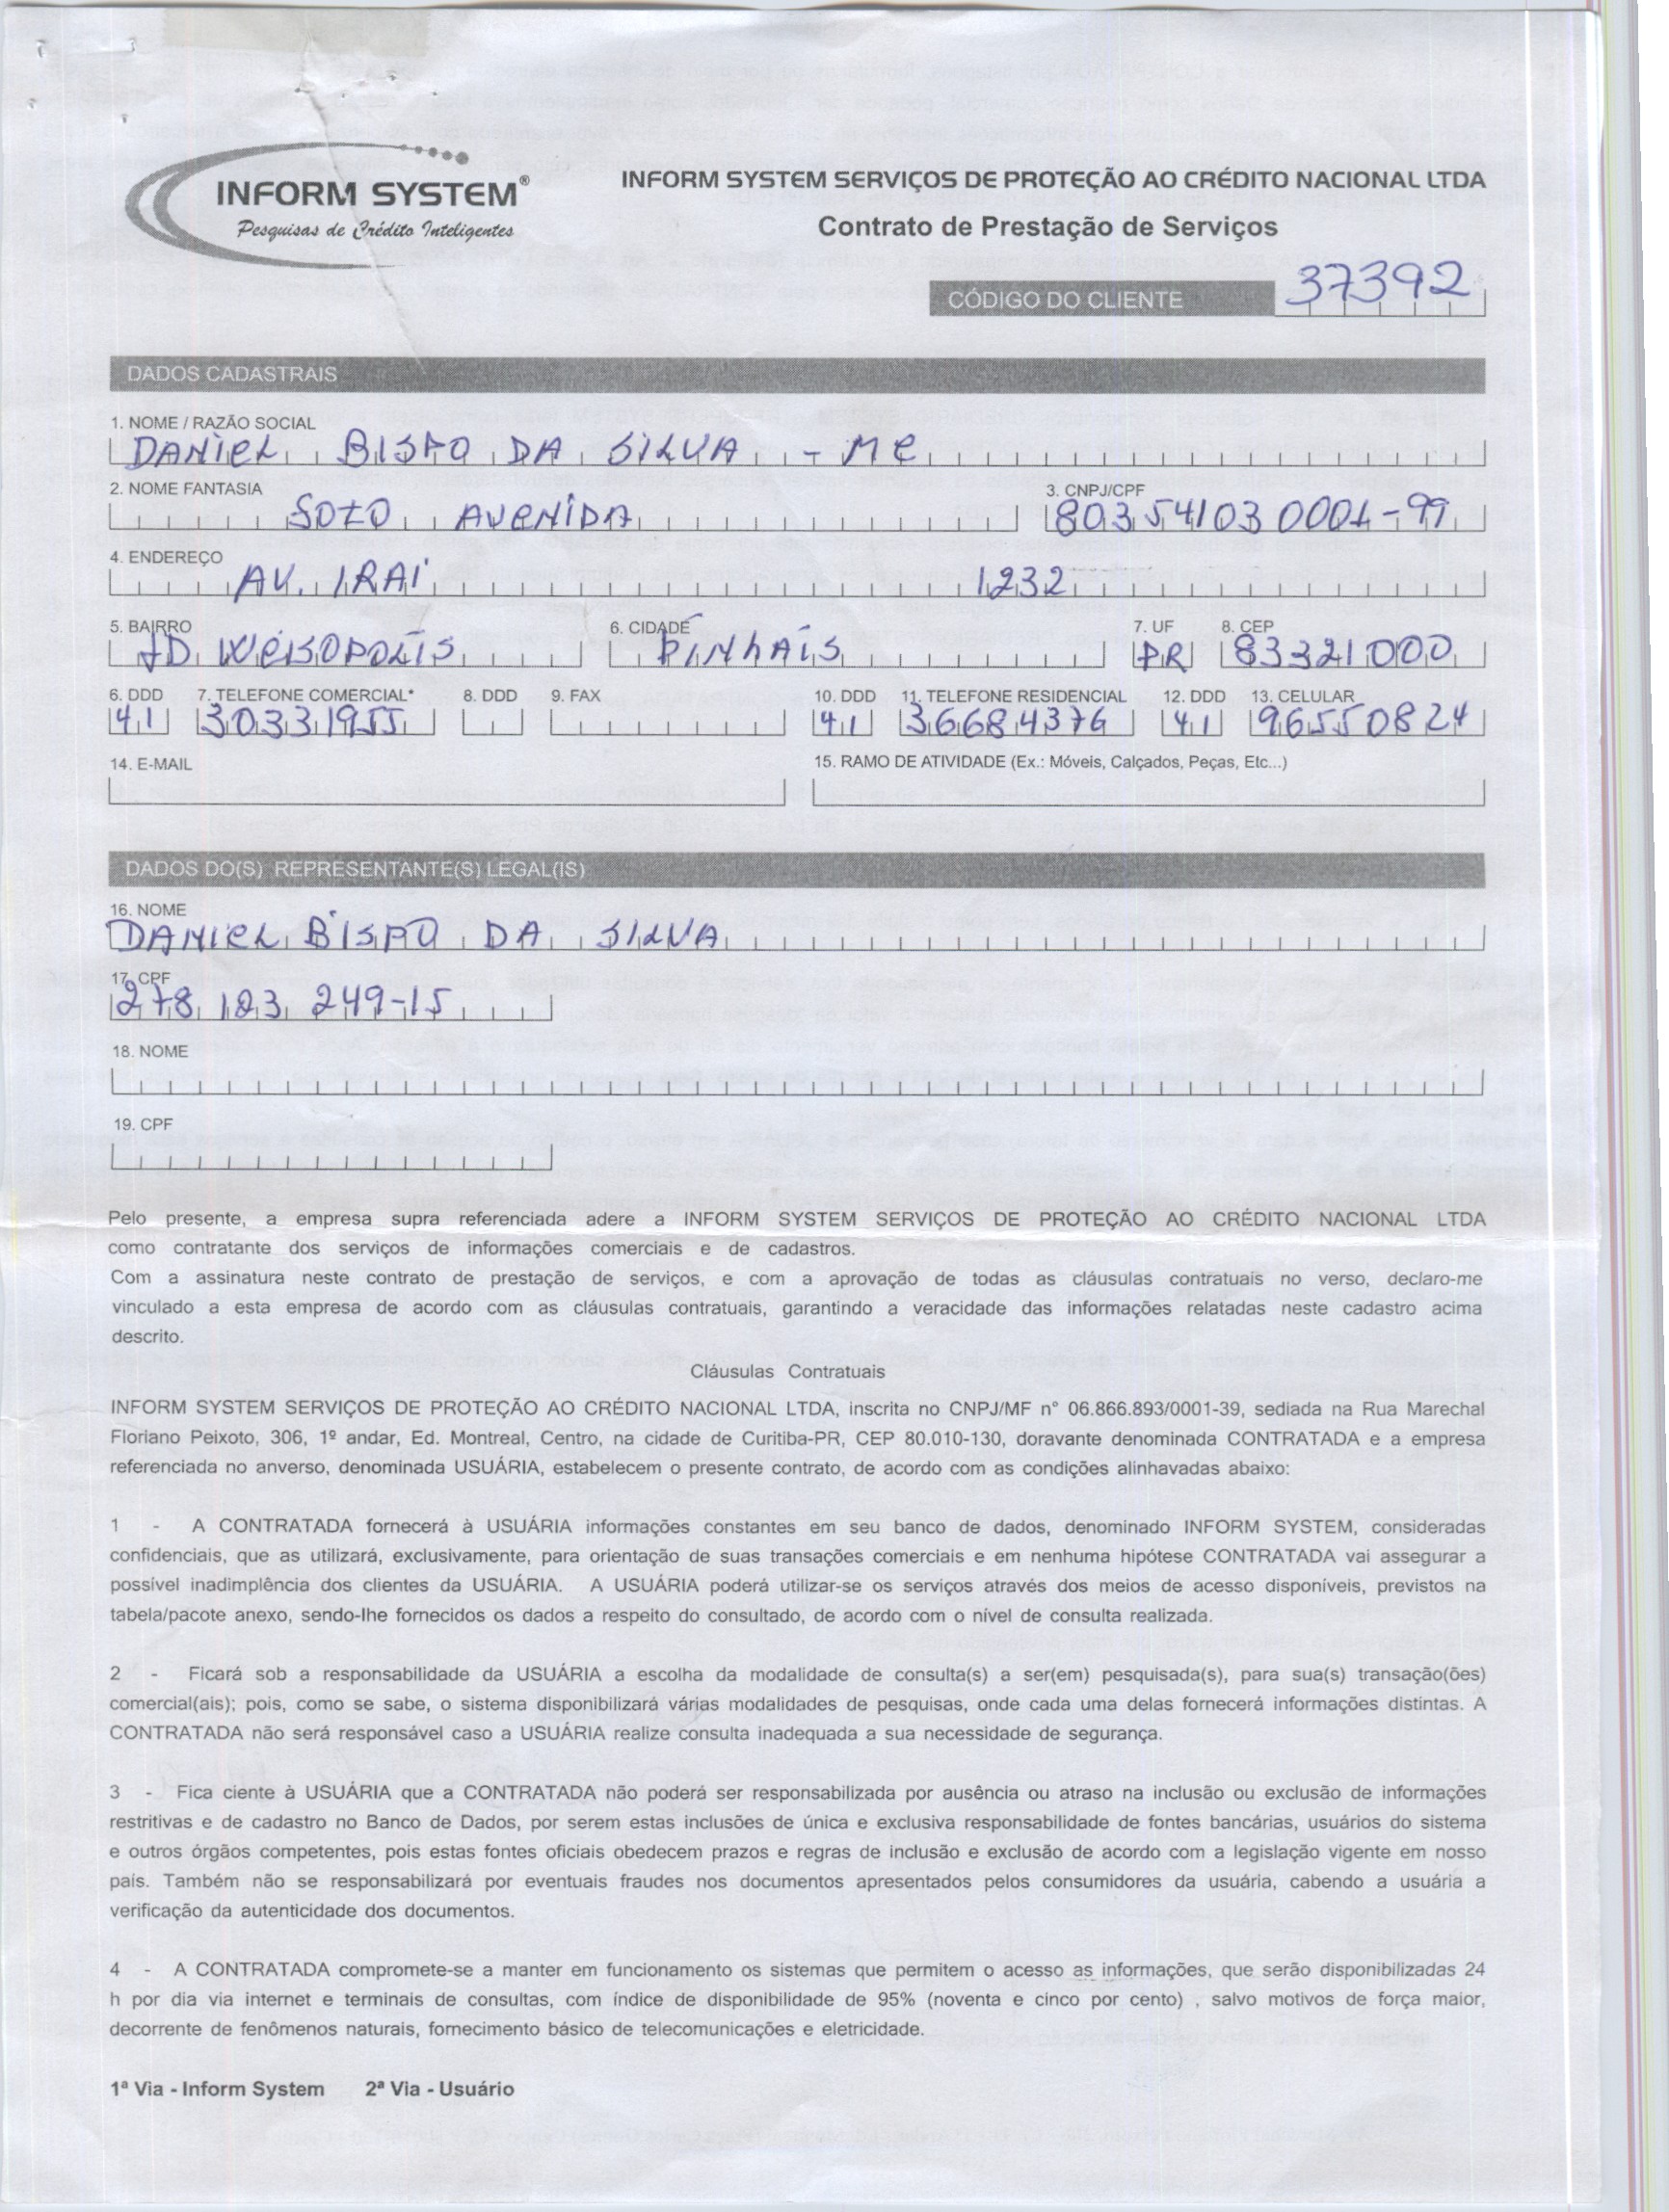 INFORM SYSTEM®
Pesquisas de Crédito Inteligentes
INFORM SYSTEM SERVIÇOS DE PROTEÇÃO AO CRÉDITO NACIONAL LTDA
Contrato de Prestação de Serviços
CÓDIGO DO CLIENTE 37392
DADOS CADASTRAIS
1. NOME / RAZÃO SOCIAL
DANIEL BISPO DA SILVA - ME
2. NOME FANTASIA 3. CNPJ/CPF
SOZO AVENIDA 803541030001-99
4. ENDEREÇO
AV. IRAI 1232
5. BAIRRO 6. CIDADE 7. UF 8. CEP
JD WEISOPOLIS PINHAIS PR 83321000
6. DDD 7. TELEFONE COMERCIAL* 8. DDD 9. FAX 10. DDD 11. TELEFONE RESIDENCIAL 12. DDD 13. CELULAR
41 30331955 41 36684376 41 96550824
14. E-MAIL 15. RAMO DE ATIVIDADE (Ex.: Móveis, Calçados, Peças, Etc...)
DADOS DO(S) REPRESENTANTE(S) LEGAL(IS)
16. NOME
DANIEL BISPO DA SILVA
17. CPF
278 123 249-15
18. NOME
19. CPF
Pelo presente, a empresa supra referenciada adere a INFORM SYSTEM SERVIÇOS DE PROTEÇÃO AO CRÉDITO NACIONAL LTDA
como contratante dos serviços de informações comerciais e de cadastros.
Com a assinatura neste contrato de prestação de serviços, e com a aprovação de todas as cláusulas contratuais no verso, declaro-me
vinculado a esta empresa de acordo com as cláusulas contratuais, garantindo a veracidade das informações relatadas neste cadastro acima
descrito.
Cláusulas Contratuais
INFORM SYSTEM SERVIÇOS DE PROTEÇÃO AO CRÉDITO NACIONAL LTDA, inscrita no CNPJ/MF n° 06.866.893/0001-39, sediada na Rua Marechal
Floriano Peixoto, 306, 1º andar, Ed. Montreal, Centro, na cidade de Curitiba-PR, CEP 80.010-130, doravante denominada CONTRATADA e a empresa
referenciada no anverso, denominada USUÁRIA, estabelecem o presente contrato, de acordo com as condições alinhavadas abaixo:
1 - A CONTRATADA fornecerá à USUÁRIA informações constantes em seu banco de dados, denominado INFORM SYSTEM, consideradas
confidenciais, que as utilizará, exclusivamente, para orientação de suas transações comerciais e em nenhuma hipótese CONTRATADA vai assegurar a
possível inadimplência dos clientes da USUÁRIA. A USUÁRIA poderá utilizar-se os serviços através dos meios de acesso disponíveis, previstos na
tabela/pacote anexo, sendo-lhe fornecidos os dados a respeito do consultado, de acordo com o nível de consulta realizada.
2 - Ficará sob a responsabilidade da USUÁRIA a escolha da modalidade de consulta(s) a ser(em) pesquisada(s), para sua(s) transação(ões)
comercial(ais); pois, como se sabe, o sistema disponibilizará várias modalidades de pesquisas, onde cada uma delas fornecerá informações distintas. A
CONTRATADA não será responsável caso a USUÁRIA realize consulta inadequada a sua necessidade de segurança.
3 - Fica ciente à USUÁRIA que a CONTRATADA não poderá ser responsabilizada por ausência ou atraso na inclusão ou exclusão de informações
restritivas e de cadastro no Banco de Dados, por serem estas inclusões de única e exclusiva responsabilidade de fontes bancárias, usuários do sistema
e outros órgãos competentes, pois estas fontes oficiais obedecem prazos e regras de inclusão e exclusão de acordo com a legislação vigente em nosso
país. Também não se responsabilizará por eventuais fraudes nos documentos apresentados pelos consumidores da usuária, cabendo a usuária a
verificação da autenticidade dos documentos.
4 - A CONTRATADA compromete-se a manter em funcionamento os sistemas que permitem o acesso as informações, que serão disponibilizadas 24
h por dia via internet e terminais de consultas, com índice de disponibilidade de 95% (noventa e cinco por cento) , salvo motivos de força maior,
decorrente de fenômenos naturais, fornecimento básico de telecomunicações e eletricidade.
1ª Via - Inform System 2ª Via - Usuário